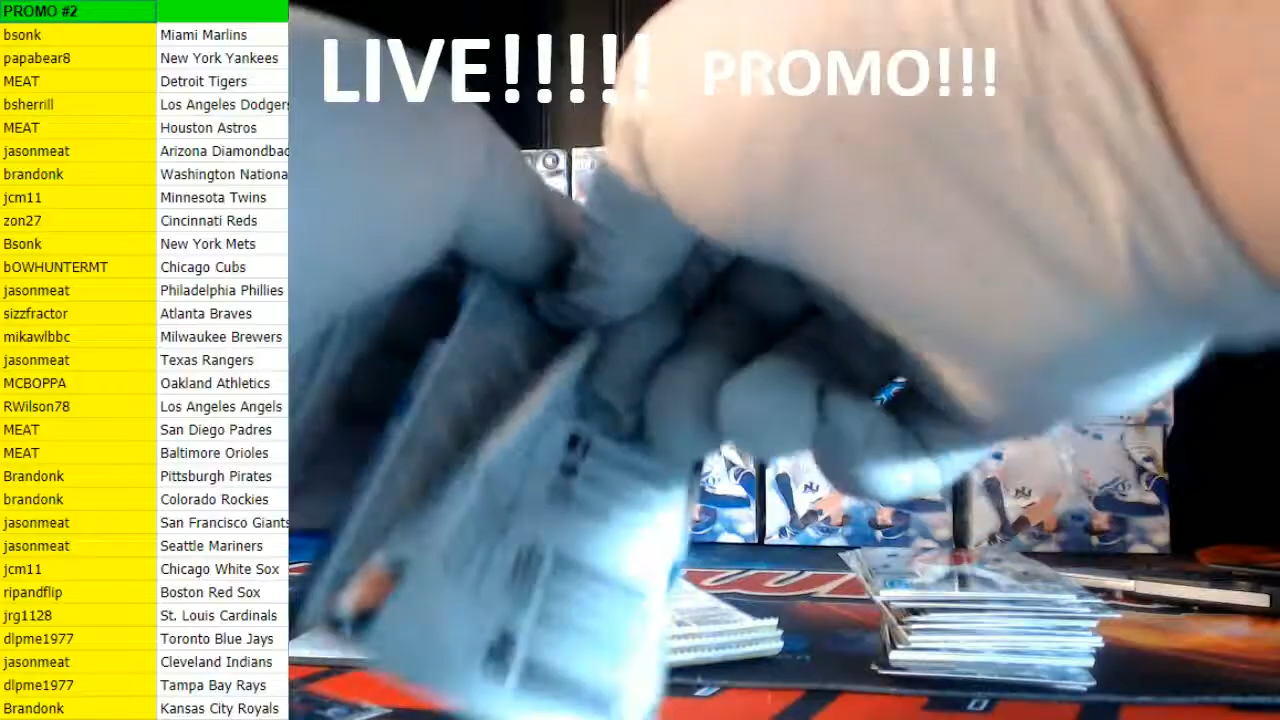 PROMO #2
bsonk Miami Marlins
papabear8 New York Yankees
MEAT Detroit Tigers
bsherrill Los Angeles Dodgers
MEAT Houston Astros
jasonmeat Arizona Diamondbac
brandonk Washington Nationa
jcm11 Minnesota Twins
zon27 Cincinnati Reds
Bsonk New York Mets
bOWHUNTERMT Chicago Cubs
jasonmeat Philadelphia Phillies
sizzfractor Atlanta Braves
mikawlbbc Milwaukee Brewers
jasonmeat Texas Rangers
MCBOPPA Oakland Athletics
RWilson78 Los Angeles Angels
MEAT San Diego Padres
MEAT Baltimore Orioles
Brandonk Pittsburgh Pirates
brandonk Colorado Rockies
jasonmeat San Francisco Giants
jasonmeat Seattle Mariners
jcm11 Chicago White Sox
ripandflip Boston Red Sox
jrg1128 St. Louis Cardinals
dlpme1977 Toronto Blue Jays
jasonmeat Cleveland Indians
dlpme1977 Tampa Bay Rays
Brandonk Kansas City Royals
LIVE!!!!! PROMO!!!